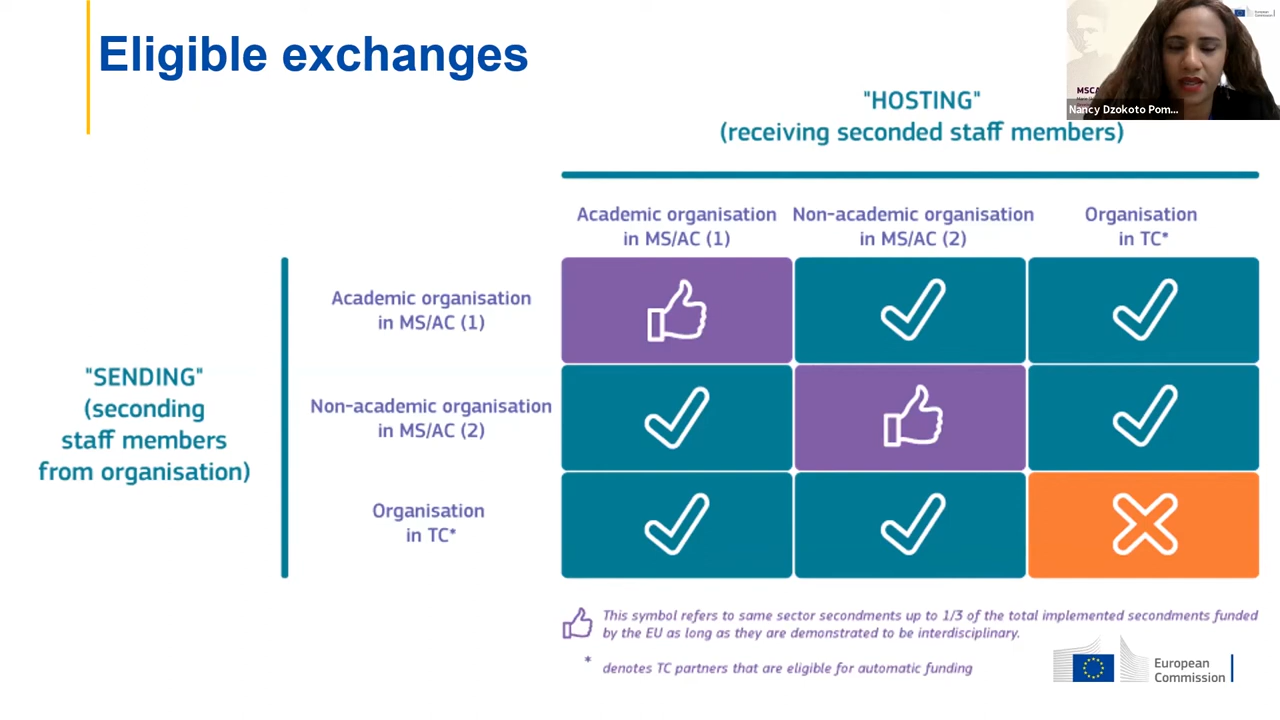 Eligible exchanges
MSCA
Nancy Dzokoto Pom...
European
Commission
"HOSTING"
(receiving seconded staff members)
Academic organisation
in MS/AC (1)
Non-academic organisation
in MS/AC (2)
Organisation
in TC*
"SENDING"
(seconding
staff members
from organisation)
Academic organisation
in MS/AC (1)
Non-academic organisation
in MS/AC (2)
Organisation
in TC*
This symbol refers to same sector secondments up to 1/3 of the total implemented secondments funded
by the EU as long as they are demonstrated to be interdisciplinary.
* denotes TC partners that are eligible for automatic funding
European
Commission